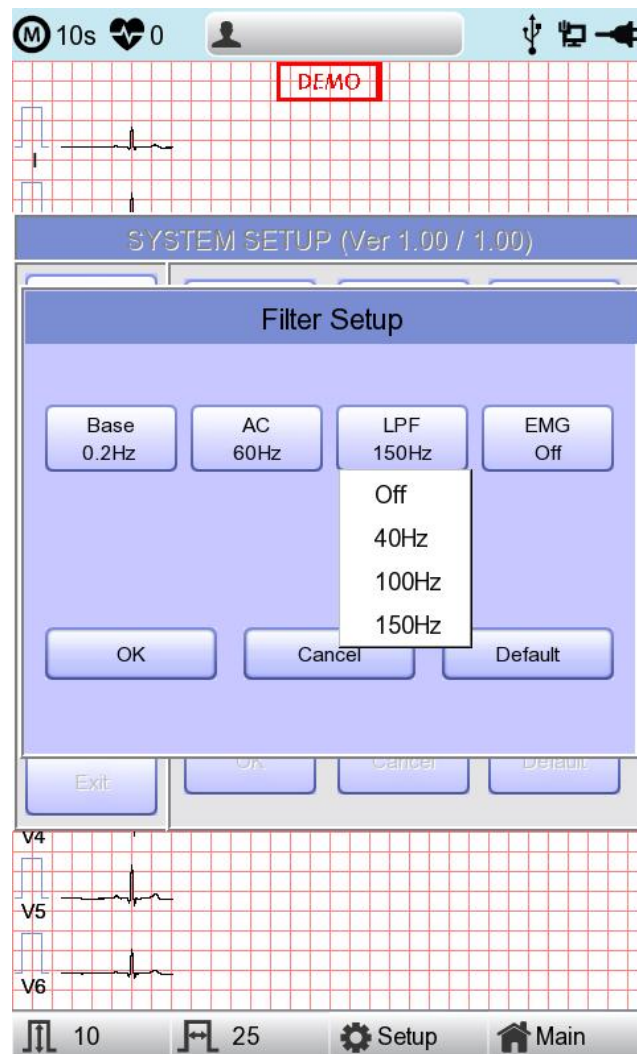 M 10s 0
DEMO
I
SYSTEM SETUP (Ver 1.00 / 1.00)
Filter Setup
Base
0.2Hz
AC
60Hz
LPF
150Hz
EMG
Off
Off
40Hz
100Hz
150Hz
OK
Cancel
Default
Exit
OK
Cancel
Default
V4
V5
V6
10
25
Setup
Main